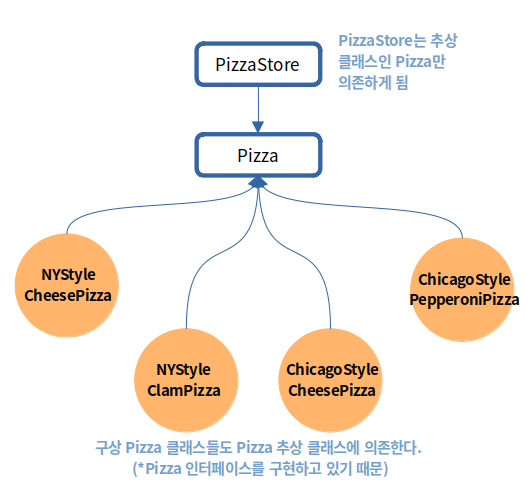 PizzaStore는 추상
클래스인 Pizza만
의존하게 됨
PizzaStore
Pizza
NYStyle
CheesePizza
ChicagoStyle
PepperoniPizza
NYStyle
ClamPizza
ChicagoStyle
CheesePizza
구상 Pizza 클래스들도 Pizza 추상 클래스에 의존한다.
(*Pizza 인터페이스를 구현하고 있기 때문)